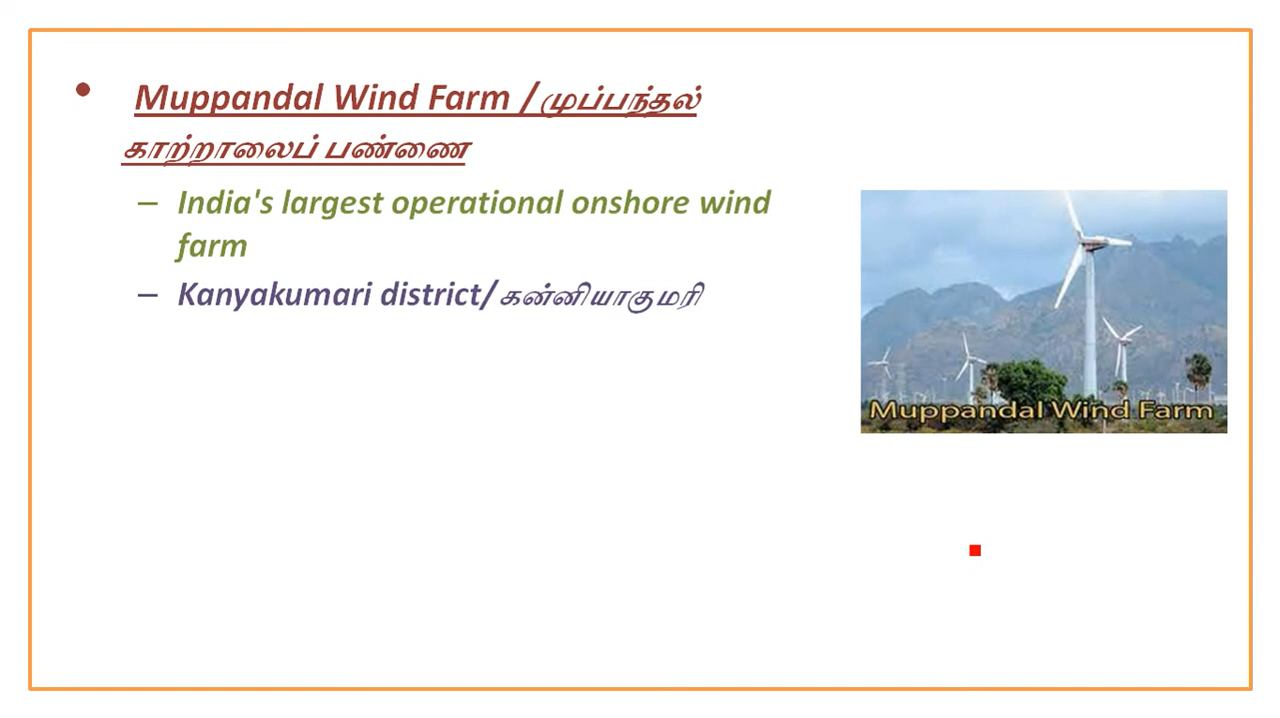 • Muppandal Wind Farm /முப்பந்தல்
காற்றாலைப் பண்ணை
– India's largest operational onshore wind
farm
– Kanyakumari district/கன்னியாகுமரி
Muppandal Wind Farm